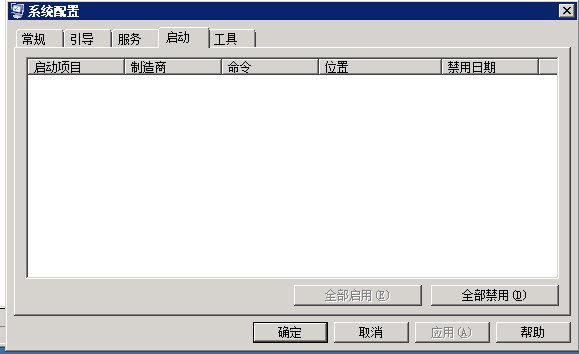 系统配置
常规 引导 服务 启动 工具
启动项目 制造商 命令 位置 禁用日期
全部启用(E) 全部禁用(D)
确定 取消 应用(A) 帮助